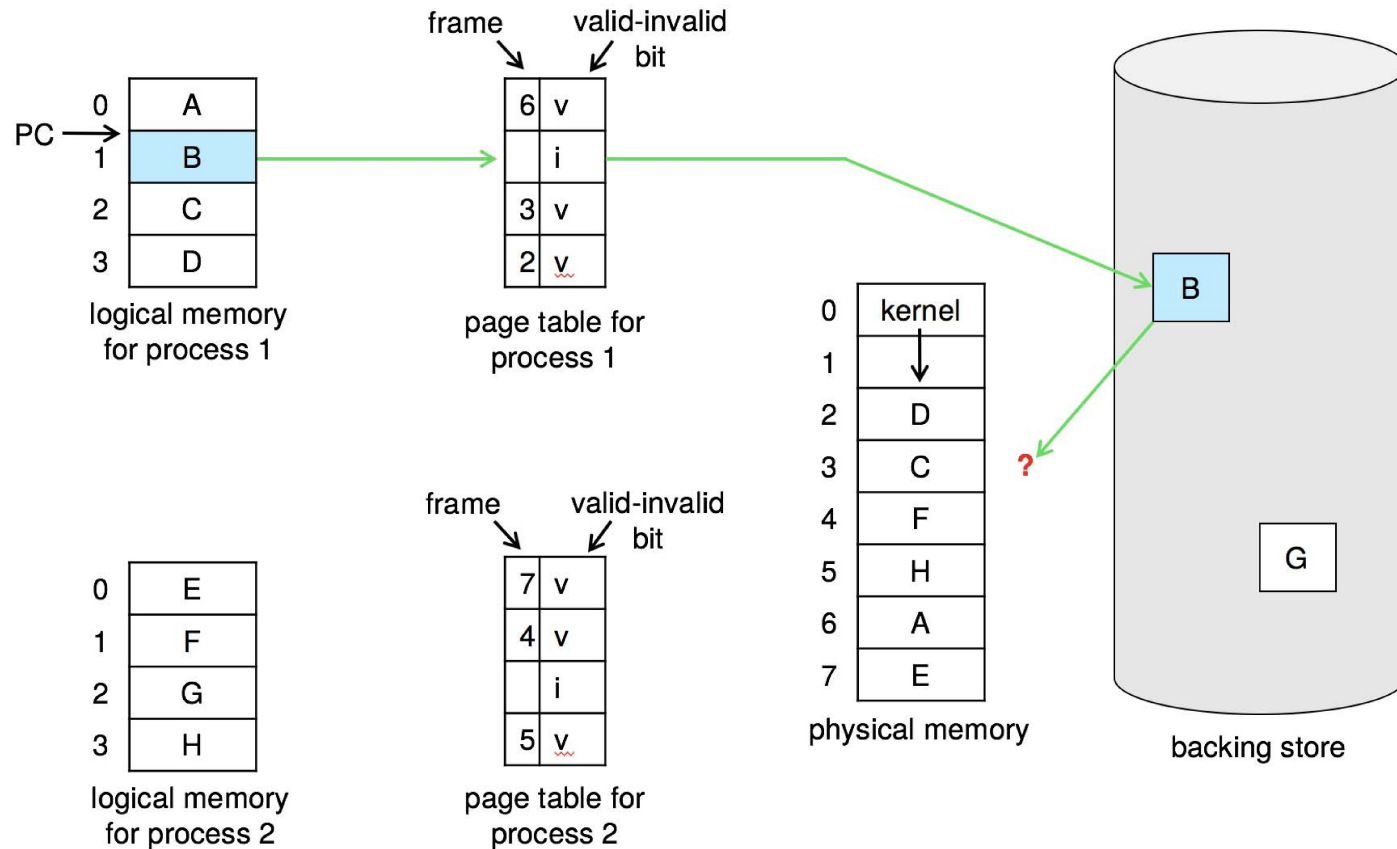 frame
valid-invalid
bit
0 A
PC
1 B
2 C
3 D
logical memory
for process 1
6 v
i
3 v
2 v
page table for
process 1
0 kernel
1
2 D
3 C
4 F
5 H
6 A
7 E
physical memory
B
?
G
backing store
0 E
1 F
2 G
3 H
logical memory
for process 2
frame
valid-invalid
bit
7 v
4 v
i
5 v
page table for
process 2